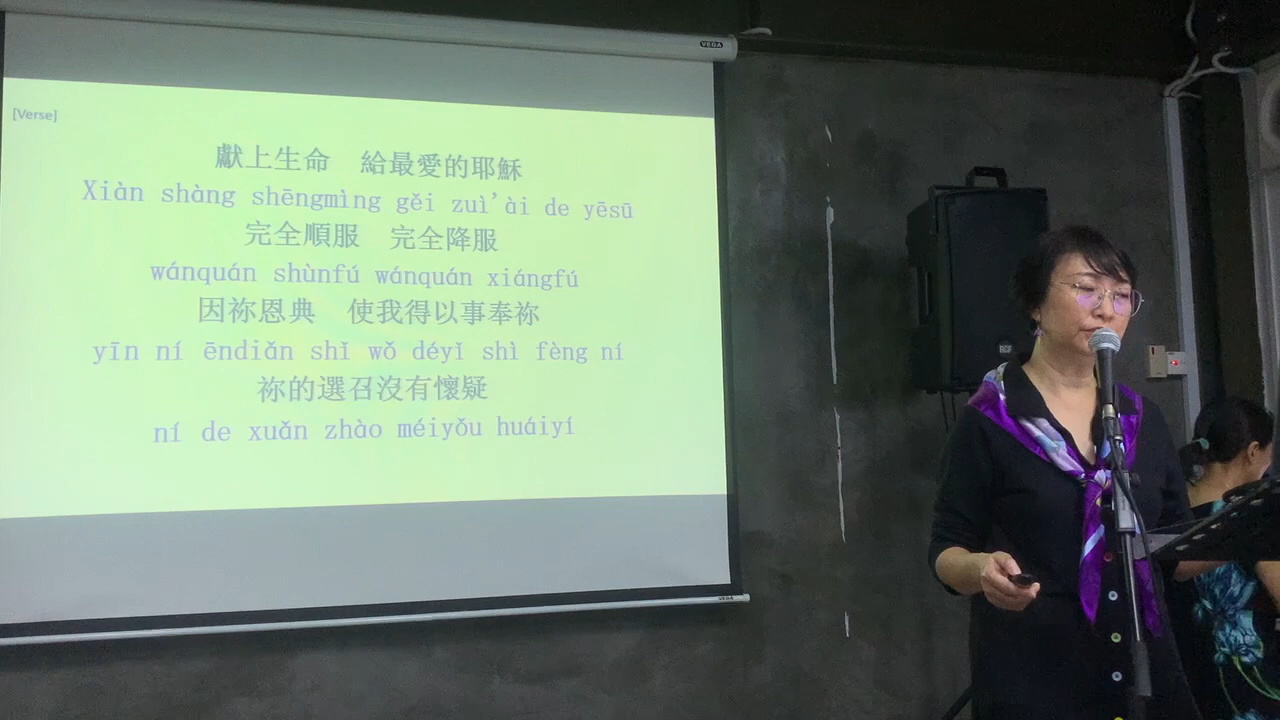 VEGA
[Verse]
獻上生命 給最愛的耶穌
Xiàn shàng shēngmìng gěi zuì'ài de yēsū
完全順服 完全降服
wánquán shùnfú wánquán xiángfú
因祢恩典 使我得以事奉祢
yīn ní ēndiǎn shǐ wǒ déyǐ shì fèng ní
祢的選召沒有懷疑
ní de xuǎn zhào méiyǒu huáiyí
VEGA